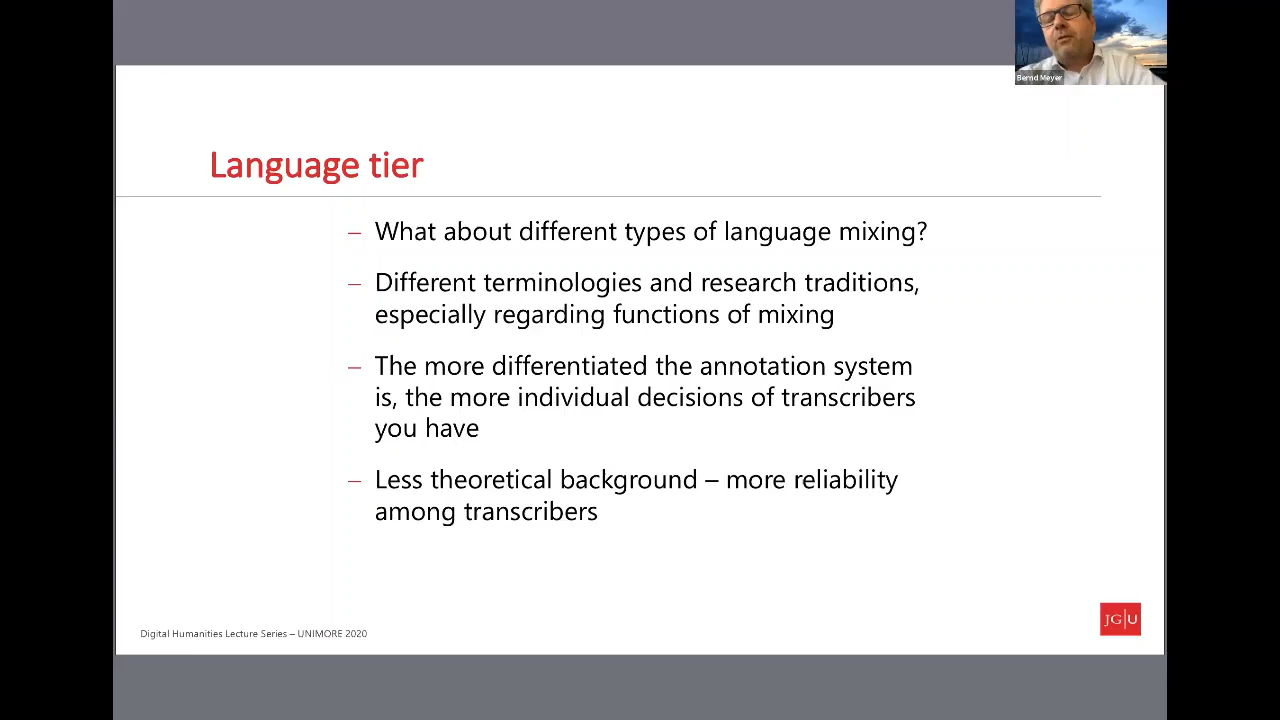 Bernd Meyer
Language tier
– What about different types of language mixing?
– Different terminologies and research traditions,
especially regarding functions of mixing
– The more differentiated the annotation system
is, the more individual decisions of transcribers
you have
– Less theoretical background – more reliability
among transcribers
Digital Humanities Lecture Series – UNIMORE 2020
JG|U